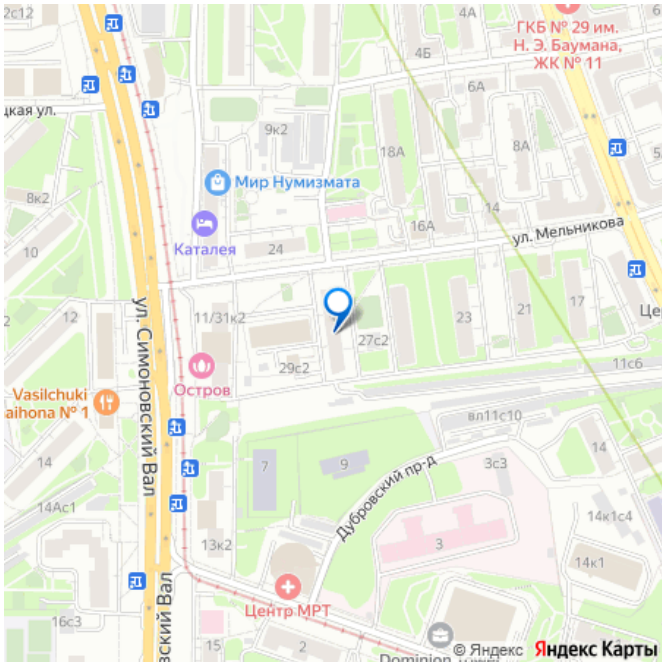 4А
4А
ГКБ № 29 им.
Н. Э. Баумана,
ЖК № 11
4Б
6А
цкая ул.
9к2
18А
8А
Мир Нумизмата
8к2
14
16А
Каталея
24
ул. Мельникова
10
12
11/31к2
17
21
23
Це
27с2
ул. Симоновский Вал
29с2
Остров
11с6
Vasilchuki
aihona № 1
вл11с10
14
7
9
3с3
14
Дубровский пр-д
14Ас1
14к1с4
13к2
3
14к1
Центр МРТ
16с3
вский Вал
2
Dominion Tower
© Яндекс Яндекс Карты